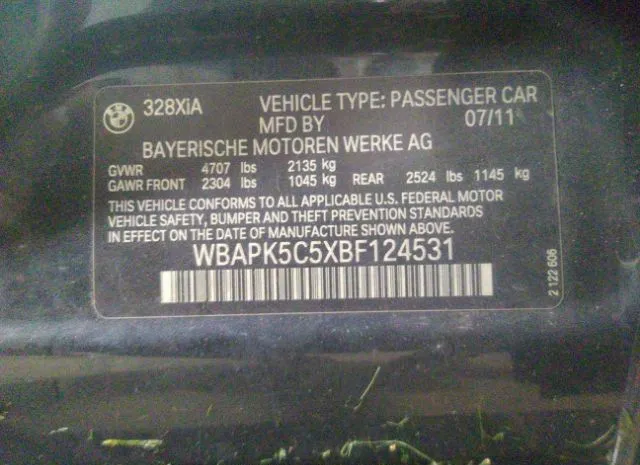 BMW
328XiA VEHICLE TYPE: PASSENGER CAR
MFD BY 07/11
BAYERISCHE MOTOREN WERKE AG
GVWR 4707 lbs 2135 kg
GAWR FRONT 2304 lbs 1045 kg REAR 2524 lbs 1145 kg
THIS VEHICLE CONFORMS TO ALL APPLICABLE U.S. FEDERAL MOTOR
VEHICLE SAFETY, BUMPER AND THEFT PREVENTION STANDARDS IN
EFFECT ON THE DATE OF MANUFACTURE SHOWN ABOVE.
WBAPK5C5XBF124531
2 122 606